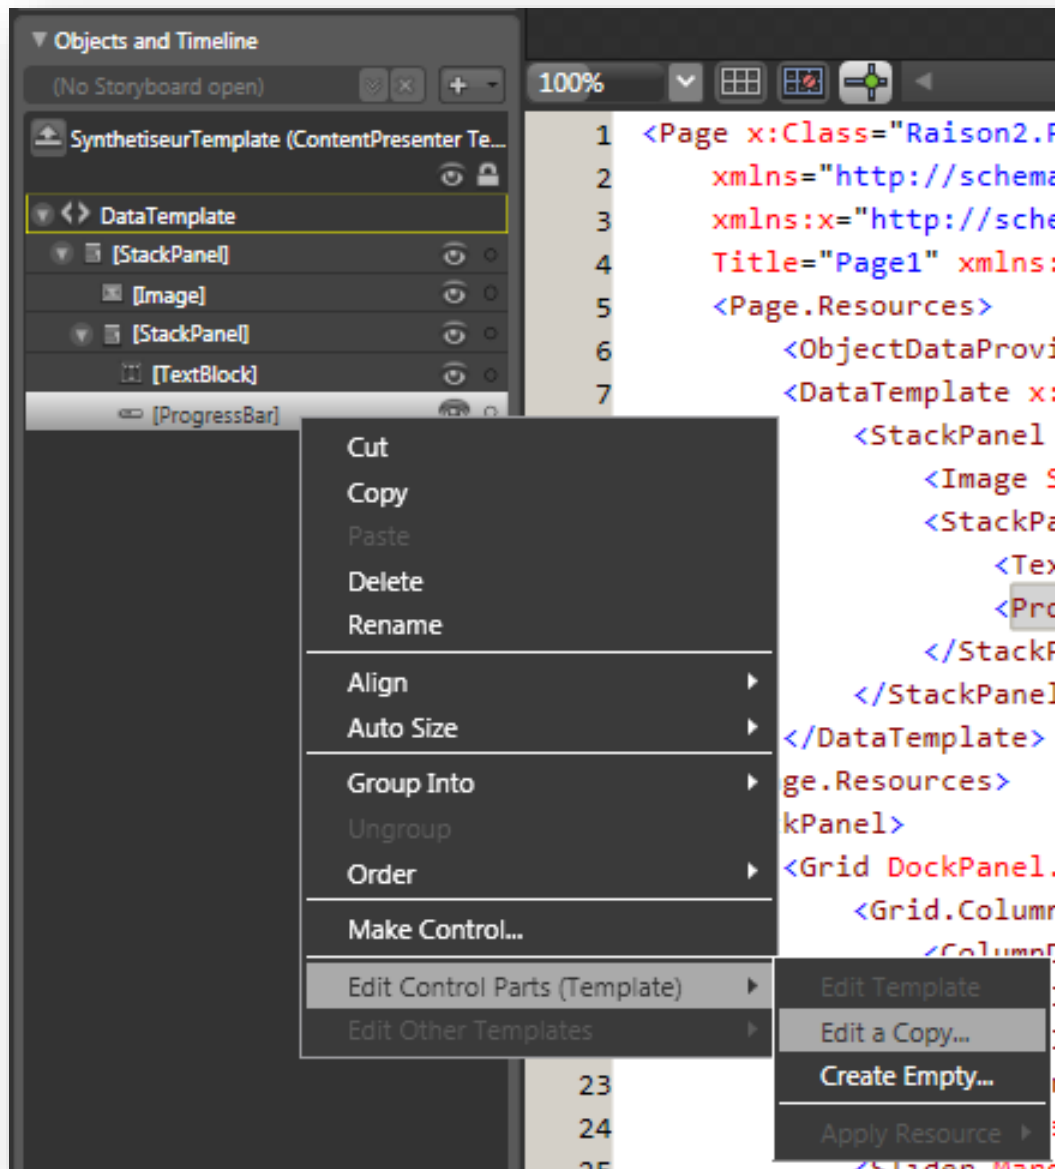 Objects and Timeline
(No Storyboard open)
SynthetiseurTemplate (ContentPresenter Te...
DataTemplate
[StackPanel]
[Image]
[StackPanel]
[TextBlock]
[ProgressBar]
Cut
Copy
Paste
Delete
Rename
Align
Auto Size
Group Into
Ungroup
Order
Make Control...
Edit Control Parts (Template)
Edit Other Templates
Edit Template
Edit a Copy...
Create Empty...
Apply Resource
100%
1 <Page x:Class="Raison2.
2 xmlns="http://schema
3 xmlns:x="http://sche
4 Title="Page1" xmlns:
5 <Page.Resources>
6 <ObjectDataProvi
7 <DataTemplate x:
<StackPanel
<Image
<StackPa
<Tex
<Pro
</StackP
</StackPanel
</DataTemplate>
ge.Resources>
kPanel>
<Grid DockPanel.
<Grid.Column
<ColumnD
23
24
25 <Slider